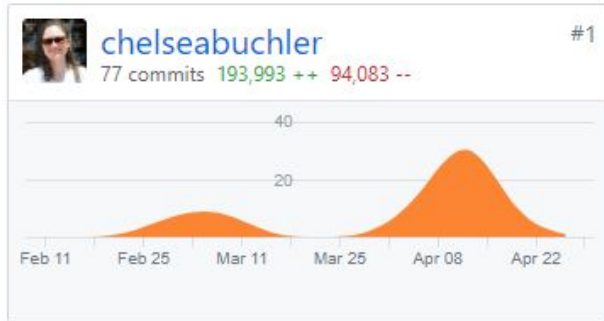 chelseabuchler #1
77 commits 193,993 ++ 94,083 --
40
20
Feb 11 Feb 25 Mar 11 Mar 25 Apr 08 Apr 22